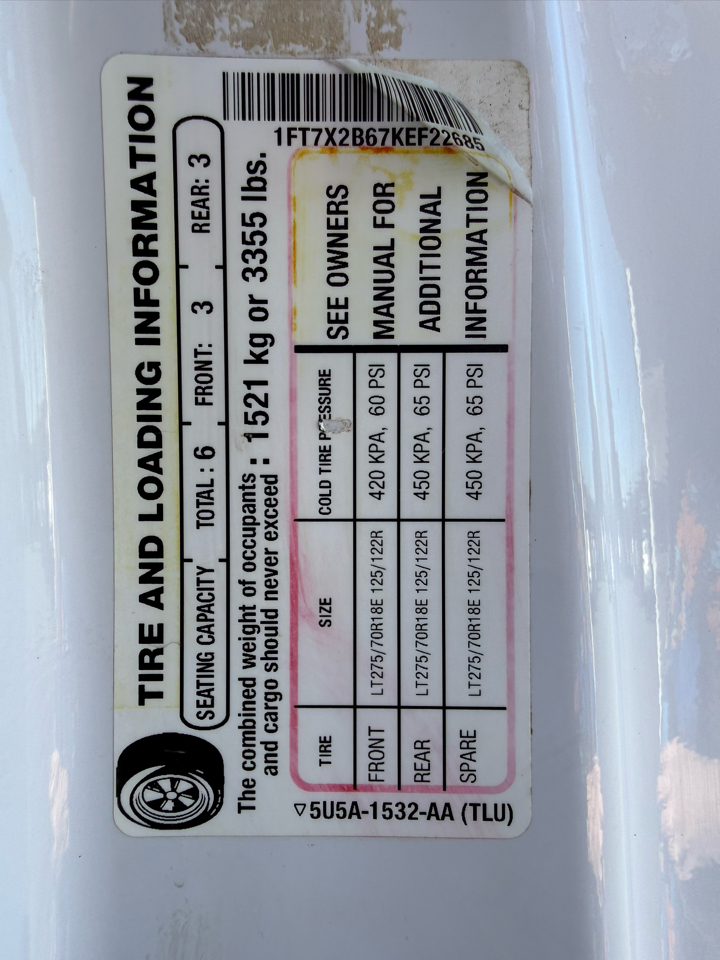 TIRE AND LOADING INFORMATION
SEATING CAPACITY TOTAL : 6 FRONT: 3 REAR: 3
The combined weight of occupants
and cargo should never exceed : 1521 kg or 3355 lbs.
1FT7X2B67KEF22685
TIRE SIZE COLD TIRE PRESSURE
FRONT LT275/70R18E 125/122R 420 KPA, 60 PSI
REAR LT275/70R18E 125/122R 450 KPA, 65 PSI
SPARE LT275/70R18E 125/122R 450 KPA, 65 PSI
SEE OWNERS
MANUAL FOR
ADDITIONAL
INFORMATION
▽5U5A-1532-AA (TLU)